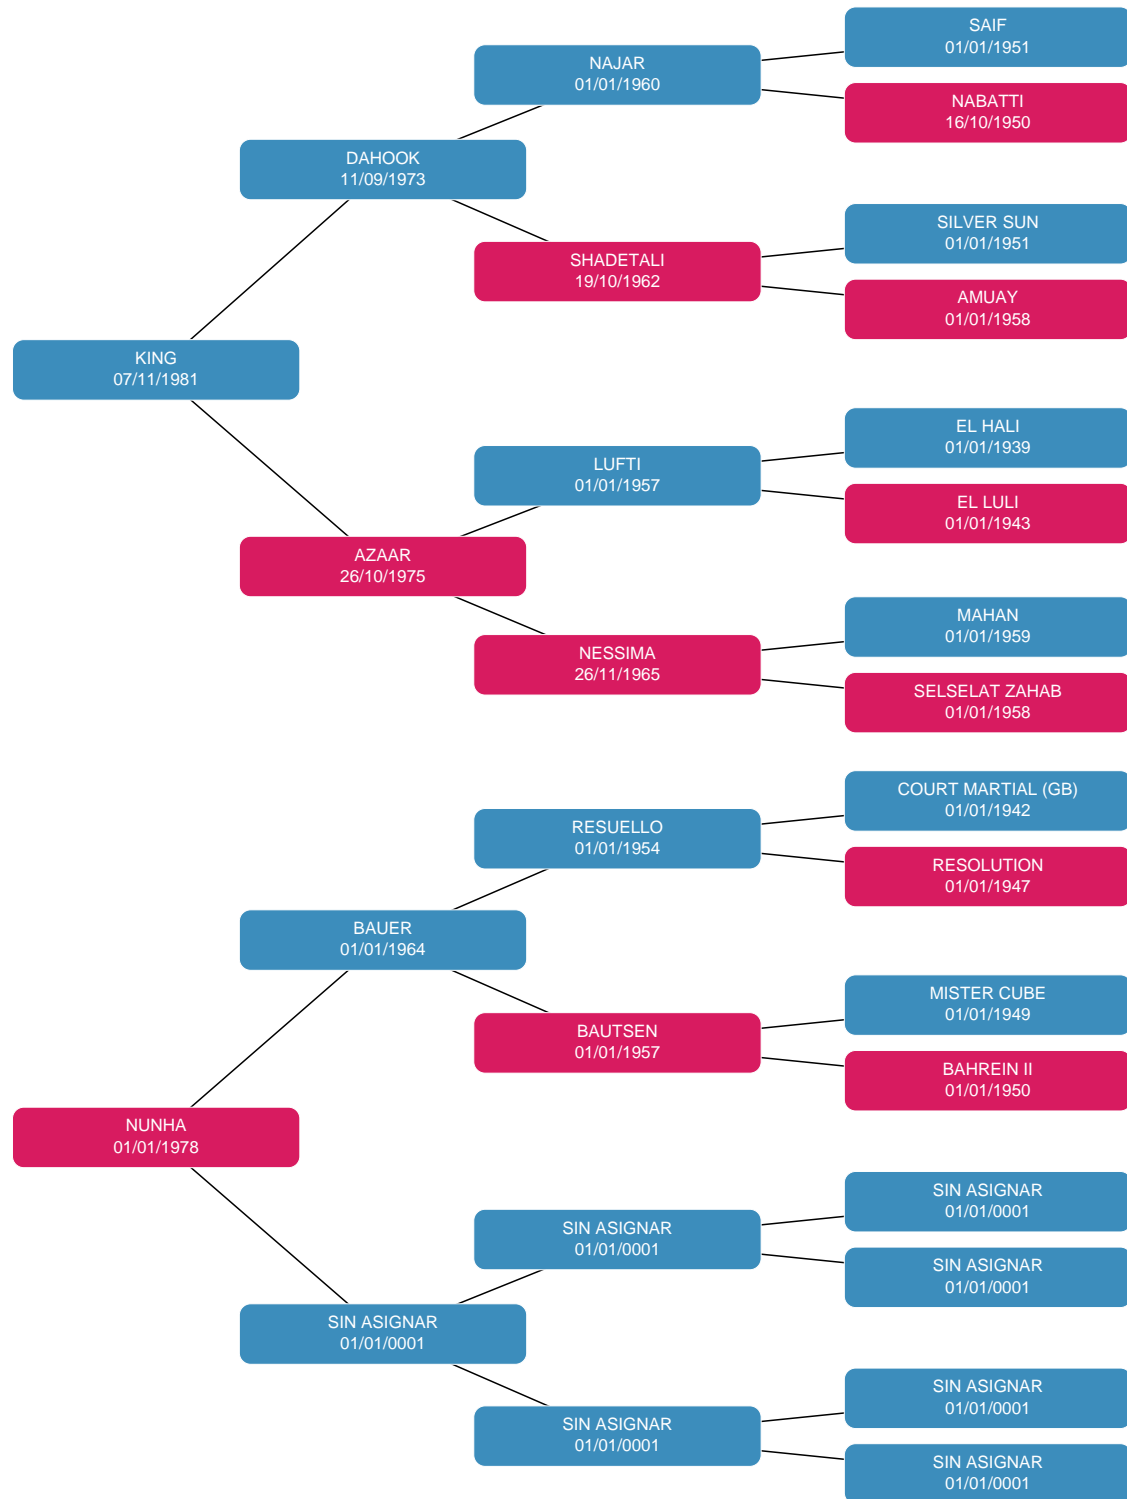 SAIF
01/01/1951
NAJAR
01/01/1960
NABATTI
16/10/1950
DAHOOK
11/09/1973
SILVER SUN
01/01/1951
SHADETALI
19/10/1962
AMUAY
01/01/1958
KING
07/11/1981
EL HALI
01/01/1939
LUFTI
01/01/1957
EL LULI
01/01/1943
AZAAR
26/10/1975
MAHAN
01/01/1959
NESSIMA
26/11/1965
SELSELAT ZAHAB
01/01/1958
COURT MARTIAL (GB)
01/01/1942
RESUELLO
01/01/1954
RESOLUTION
01/01/1947
BAUER
01/01/1964
MISTER CUBE
01/01/1949
BAUTSEN
01/01/1957
BAHREIN II
01/01/1950
NUNHA
01/01/1978
SIN ASIGNAR
01/01/0001
SIN ASIGNAR
01/01/0001
SIN ASIGNAR
01/01/0001
SIN ASIGNAR
01/01/0001
SIN ASIGNAR
01/01/0001
SIN ASIGNAR
01/01/0001
SIN ASIGNAR
01/01/0001